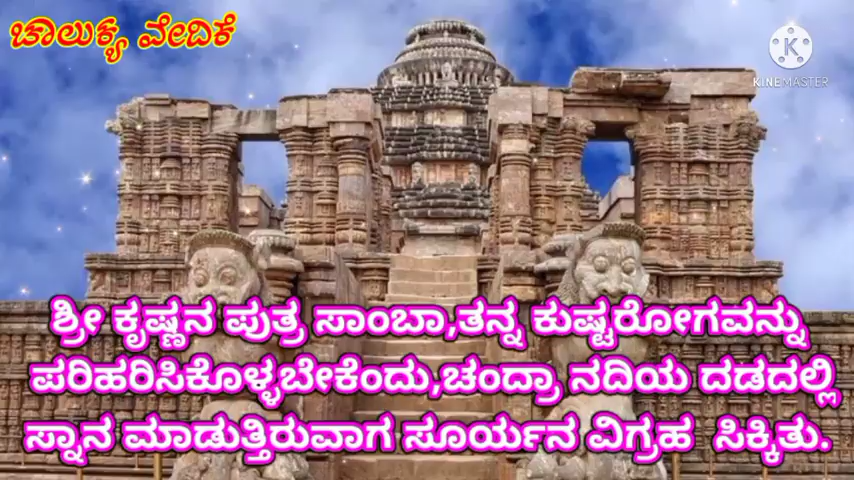 ಚಾಲುಕ್ಯ ವೇದಿಕೆ
KINEMASTER
ಶ್ರೀ ಕೃಷ್ಣನ ಪುತ್ರ ಸಾಂಬಾ,ತನ್ನ ಕುಷ್ಟರೋಗವನ್ನು
ಪರಿಹರಿಸಿಕೊಳ್ಳಬೇಕೆಂದು,ಚಂದ್ರಾ ನದಿಯ ದಡದಲ್ಲಿ
ಸ್ನಾನ ಮಾಡುತ್ತಿರುವಾಗ ಸೂರ್ಯನ ವಿಗ್ರಹ ಸಿಕ್ಕಿತು.